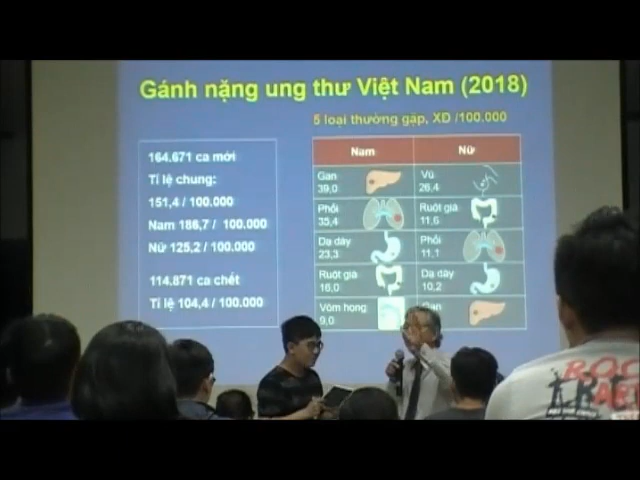 Gánh nặng ung thư Việt Nam (2018)
5 loại thường gặp, XĐ /100.000
164.671 ca mới
Tỉ lệ chung:
151,4 / 100.000
Nam 186,7 / 100.000
Nữ 125,2 / 100.000
114.871 ca chết
Tỉ lệ 104,4 / 100.000
Nam Nữ
Gan Vú
39,0 26,4
Phổi Ruột già
35,4 11,6
Dạ dày Phổi
23,3 11,1
Ruột già Dạ dày
16,0 10,2
Vòm họng Gan
9,0
ROC